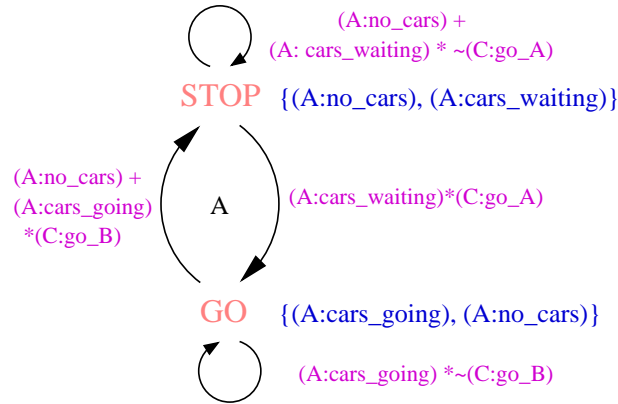 (A:no_cars) +
(A: cars_waiting) * ~(C:go_A)
STOP {(A:no_cars), (A:cars_waiting)}
(A:no_cars) +
(A:cars_going)
*(C:go_B)
A
(A:cars_waiting)*(C:go_A)
GO {(A:cars_going), (A:no_cars)}
(A:cars_going) *~(C:go_B)